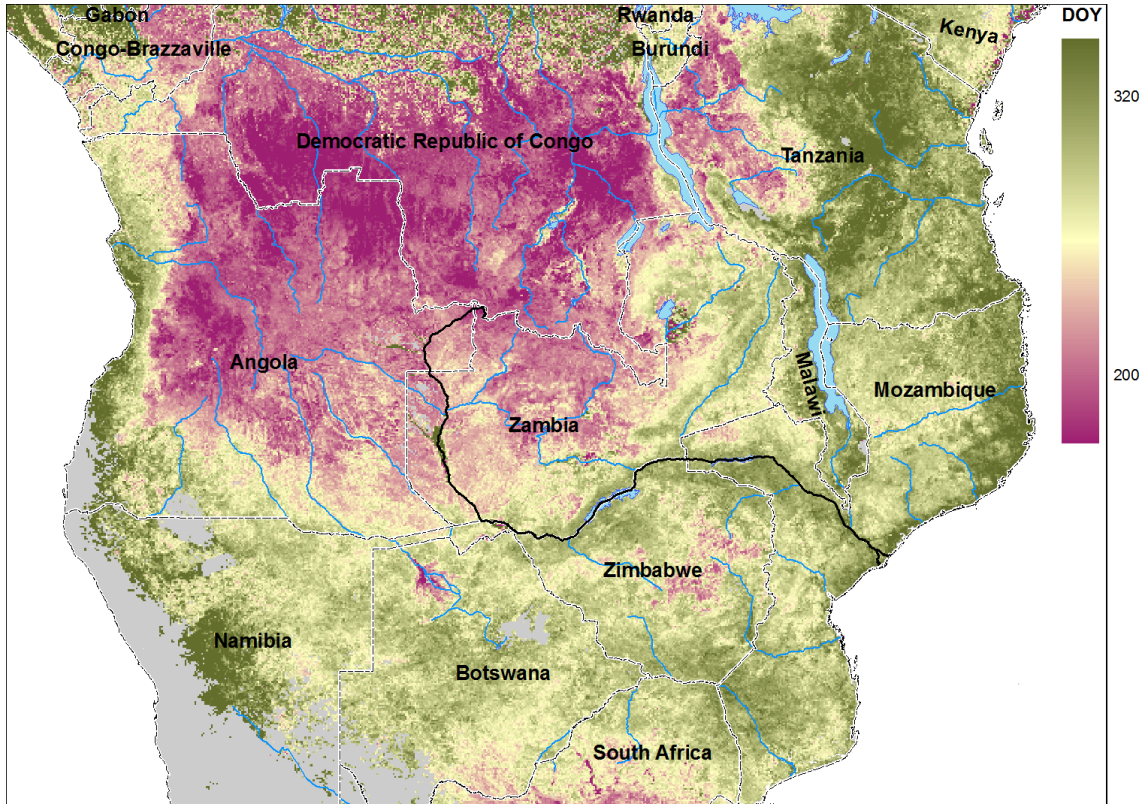 Gabon
Rwanda
DOY
Kenya
Congo-Brazzaville
Burundi
320
Democratic Republic of Congo
Tanzania
Angola
200
Malawi
Mozambique
Zambia
Zimbabwe
Namibia
Botswana
South Africa